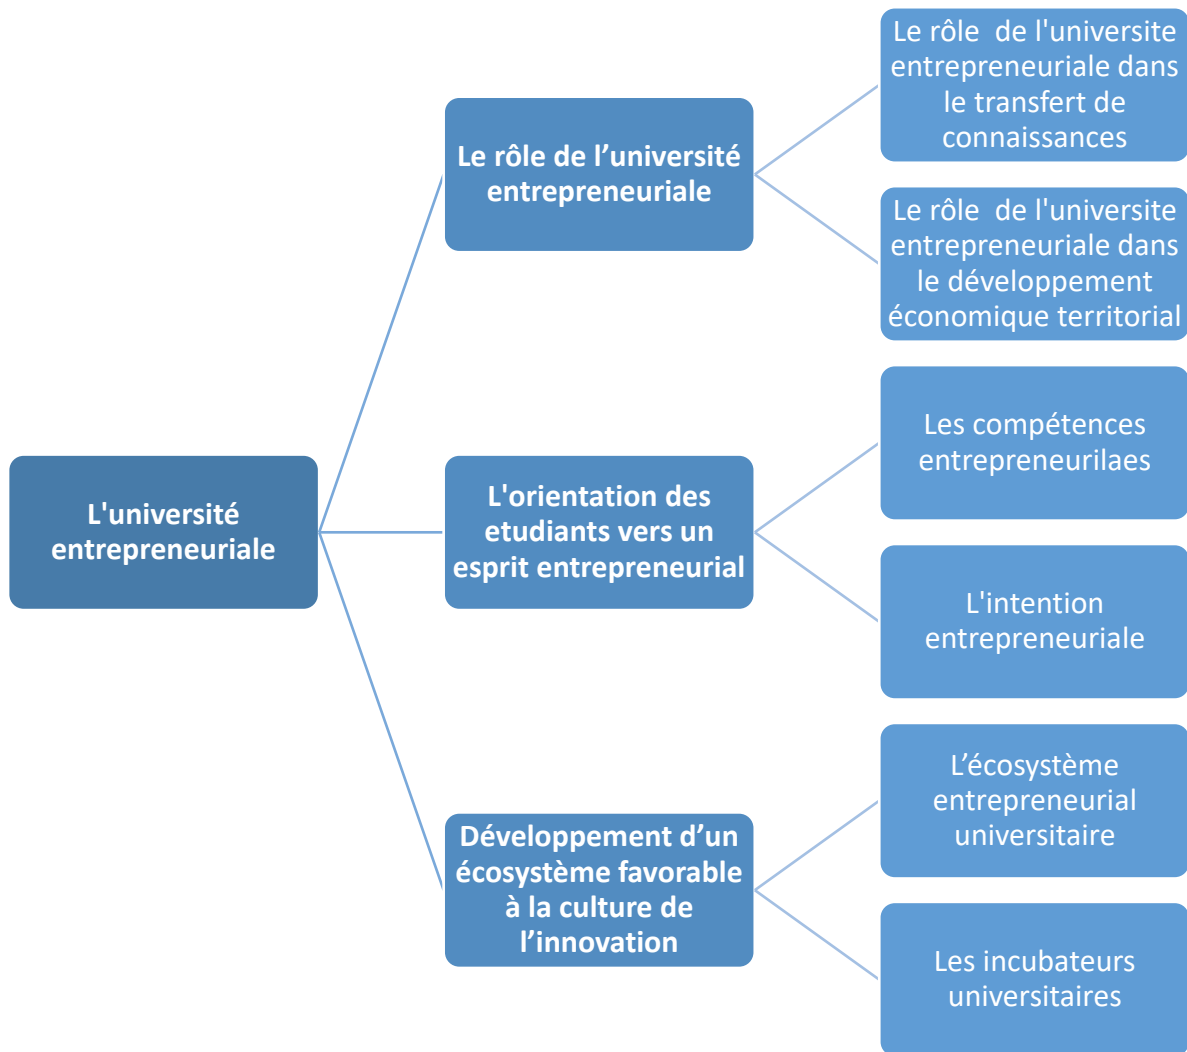 L'université
entrepreneuriale
Le rôle de l’université
entrepreneuriale
Le rôle  de l'universite
entrepreneuriale dans
le transfert de
connaissances
Le rôle  de l'universite
entrepreneuriale dans
le développement
économique territorial
L'orientation des
etudiants vers un
esprit entrepreneurial
Les compétences
entrepreneurilaes
L'intention
entrepreneuriale
Développement d’un
écosystème favorable
à la culture de
l’innovation
L’écosystème
entrepreneurial
universitaire
Les incubateurs
universitaires